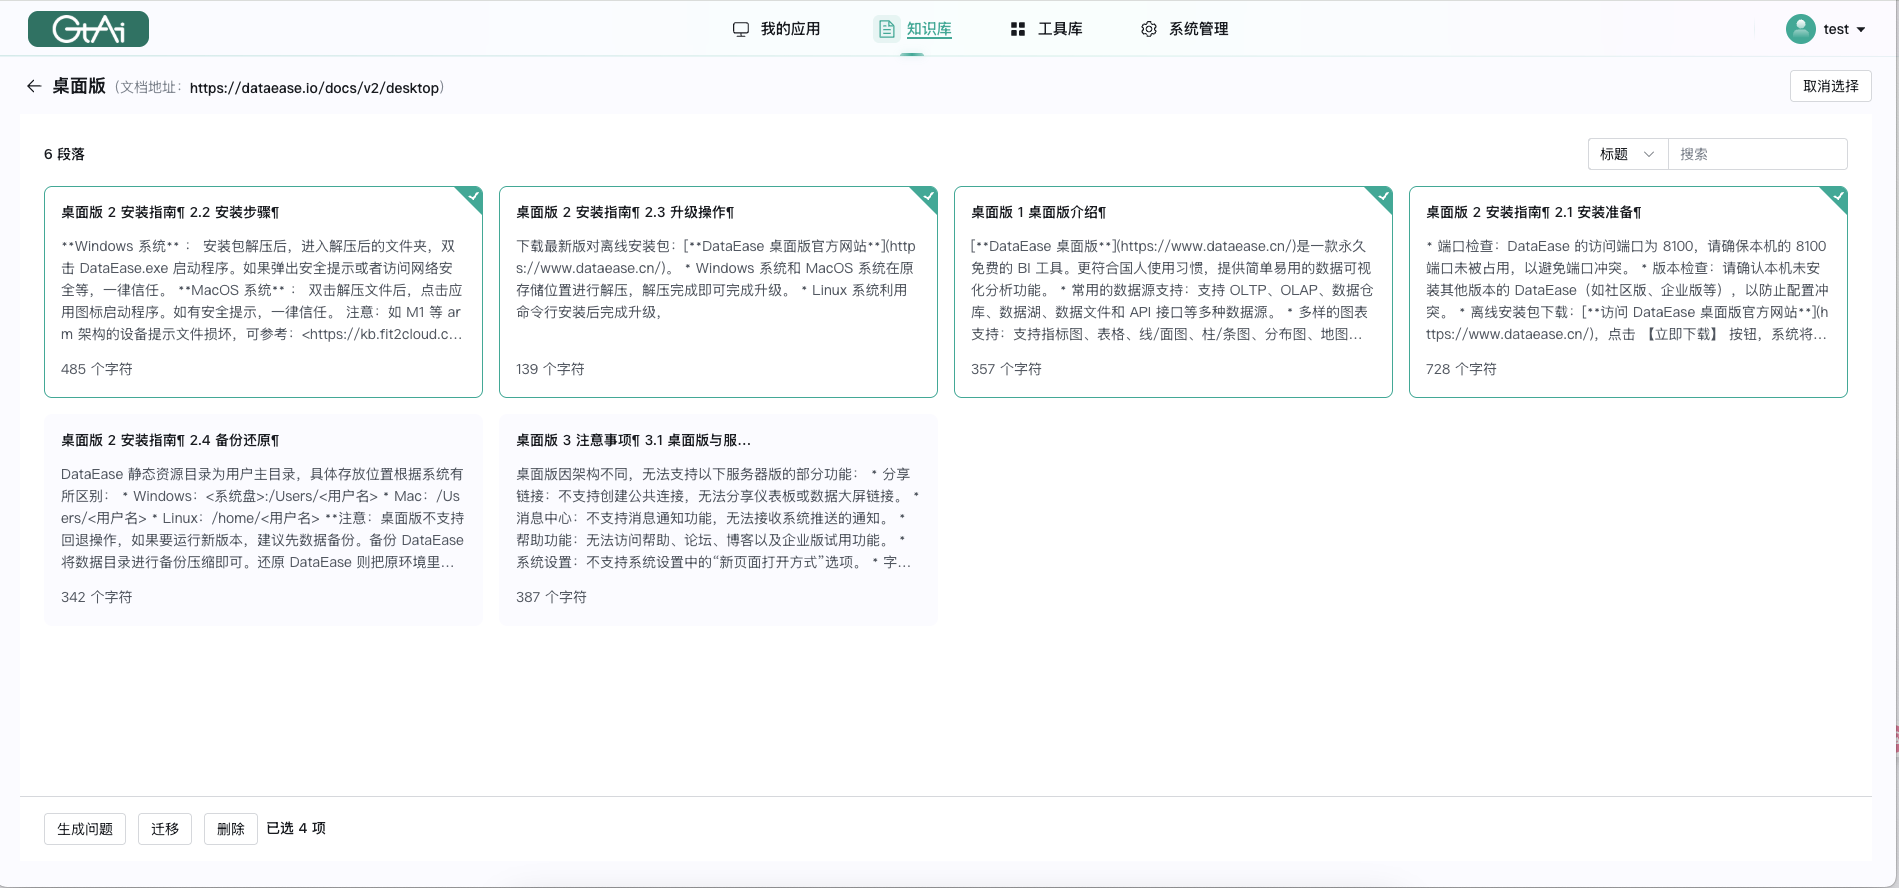 GtAi
我的应用
知识库
工具库
系统管理
test
桌面版（文档地址：https://dataease.io/docs/v2/desktop）
取消选择
6 段落
标题
搜索
桌面版 2 安装指南¶ 2.2 安装步骤¶
**Windows 系统** ： 安装包解压后，进入解压后的文件夹，双
击 DataEase.exe 启动程序。如果弹出安全提示或者访问网络安
全等，一律信任。 **MacOS 系统** ： 双击解压文件后，点击应
用图标启动程序。如有安全提示，一律信任。 注意：如 M1 等 ar
m 架构的设备提示文件损坏，可参考：<https://kb.fit2cloud.c...
485 个字符
桌面版 2 安装指南¶ 2.3 升级操作¶
下载最新版对离线安装包：[**DataEase 桌面版官方网站**](http
s://www.dataease.cn/)。 * Windows 系统和 MacOS 系统在原
存储位置进行解压，解压完成即可完成升级。 * Linux 系统利用
命令行安装后完成升级，
139 个字符
桌面版 1 桌面版介绍¶
[**DataEase 桌面版**](https://www.dataease.cn/)是一款永久
免费的 BI 工具。更符合国人使用习惯，提供简单易用的数据可视
化分析功能。 * 常用的数据源支持：支持 OLTP、OLAP、数据仓
库、数据湖、数据文件和 API 接口等多种数据源。 * 多样的图表
支持：支持指标图、表格、线/面图、柱/条图、分布图、地图...
357 个字符
桌面版 2 安装指南¶ 2.1 安装准备¶
* 端口检查：DataEase 的访问端口为 8100，请确保本机的 8100
端口未被占用，以避免端口冲突。 * 版本检查：请确认本机未安
装其他版本的 DataEase（如社区版、企业版等），以防止配置冲
突。 * 离线安装包下载：[**访问 DataEase 桌面版官方网站**](h
ttps://www.dataease.cn/)，点击 【立即下载】 按钮，系统将...
728 个字符
桌面版 2 安装指南¶ 2.4 备份还原¶
DataEase 静态资源目录为用户主目录，具体存放位置根据系统有
所区别： * Windows：<系统盘>:/Users/<用户名> * Mac：/Us
ers/<用户名> * Linux：/home/<用户名> **注意：桌面版不支持
回退操作，如果要运行新版本，建议先数据备份。备份 DataEase
将数据目录进行备份压缩即可。还原 DataEase 则把原环境里...
342 个字符
桌面版 3 注意事项¶ 3.1 桌面版与服...
桌面版因架构不同，无法支持以下服务器版的部分功能： * 分享
链接：不支持创建公共连接，无法分享仪表板或数据大屏链接。 *
消息中心：不支持消息通知功能，无法接收系统推送的通知。 *
帮助功能：无法访问帮助、论坛、博客以及企业版试用功能。 *
系统设置：不支持系统设置中的“新页面打开方式”选项。 * 字...
387 个字符
生成问题
迁移
删除
已选 4 项